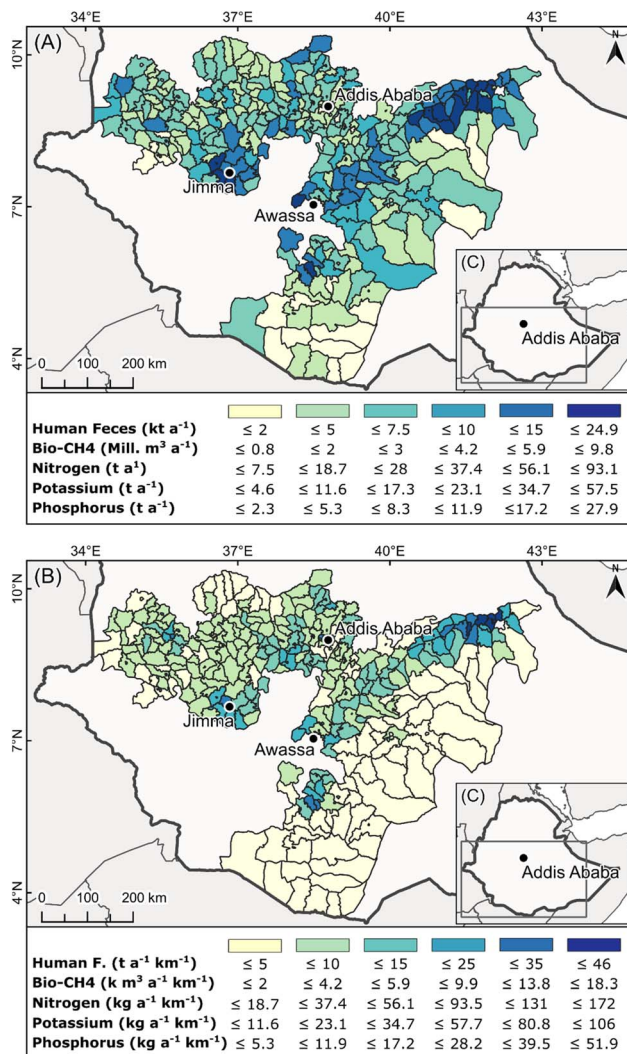 34°E 37°E 40°E 43°E
(A) N
10°N
Addis Ababa
Jimma
7°N
Awassa
(C)
Addis Ababa
4°N
0 100 200 km
Human Feces (kt a⁻¹) ≤ 2 ≤ 5 ≤ 7.5 ≤ 10 ≤ 15 ≤ 24.9
Bio-CH4 (Mill. m³ a⁻¹) ≤ 0.8 ≤ 2 ≤ 3 ≤ 4.2 ≤ 5.9 ≤ 9.8
Nitrogen (t a¹) ≤ 7.5 ≤ 18.7 ≤ 28 ≤ 37.4 ≤ 56.1 ≤ 93.1
Potassium (t a⁻¹) ≤ 4.6 ≤ 11.6 ≤ 17.3 ≤ 23.1 ≤ 34.7 ≤ 57.5
Phosphorus (t a⁻¹) ≤ 2.3 ≤ 5.3 ≤ 8.3 ≤ 11.9 ≤17.2 ≤ 27.9
34°E 37°E 40°E 43°E
(B) N
10°N
Addis Ababa
Jimma
7°N
Awassa
(C)
Addis Ababa
4°N
0 100 200 km
Human F. (t a⁻¹ km⁻¹) ≤ 5 ≤ 10 ≤ 15 ≤ 25 ≤ 35 ≤ 46
Bio-CH4 (k m³ a⁻¹ km⁻¹) ≤ 2 ≤ 4.2 ≤ 5.9 ≤ 9.9 ≤ 13.8 ≤ 18.3
Nitrogen (kg a⁻¹ km⁻¹) ≤ 18.7 ≤ 37.4 ≤ 56.1 ≤ 93.5 ≤ 131 ≤ 172
Potassium (kg a⁻¹ km⁻¹) ≤ 11.6 ≤ 23.1 ≤ 34.7 ≤ 57.7 ≤ 80.8 ≤ 106
Phosphorus (kg a⁻¹ km⁻¹) ≤ 5.3 ≤ 11.9 ≤ 17.2 ≤ 28.2 ≤ 39.5 ≤ 51.9